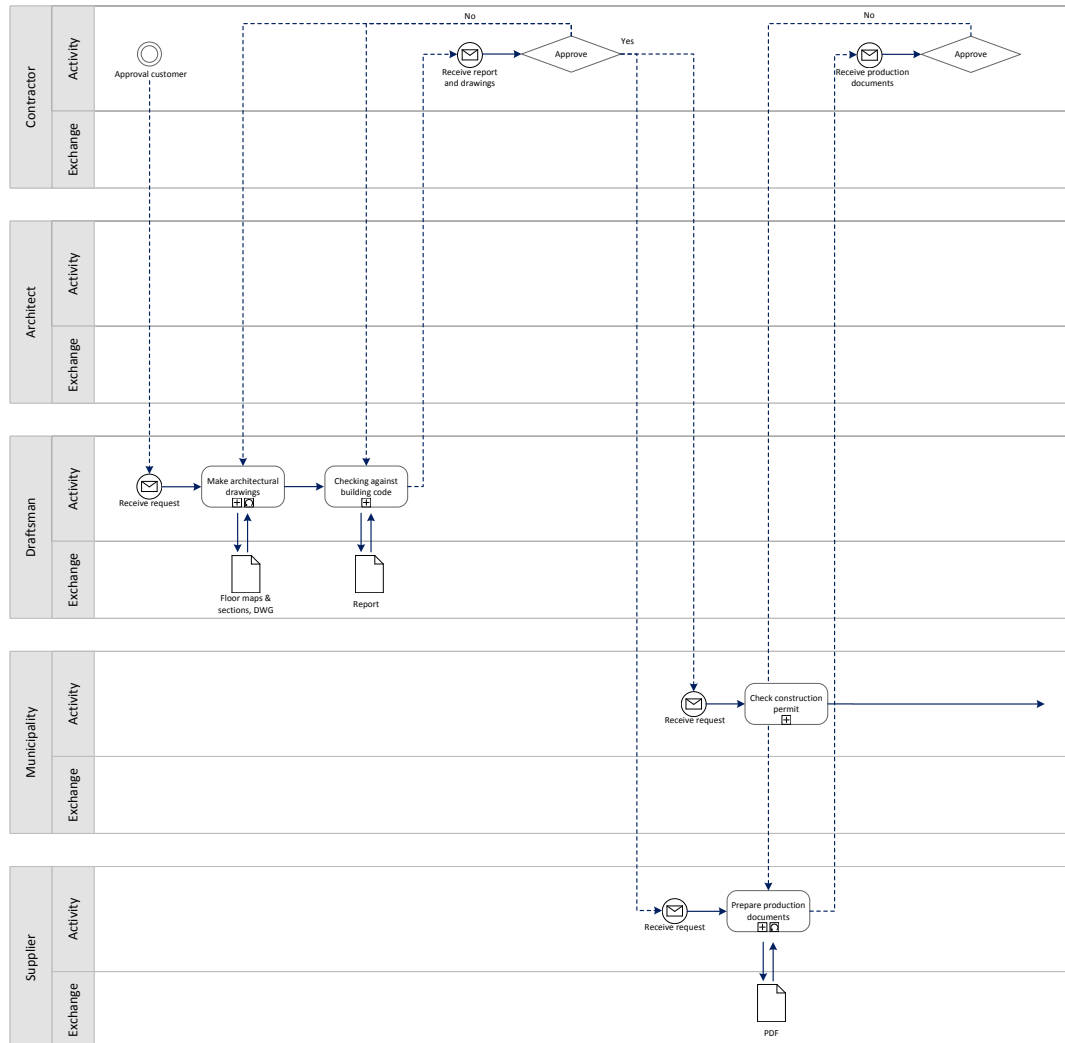 Contractor
Activity
Exchange
Approval customer
No
Receive report
and drawings
Approve
Yes
No
Receive production
documents
Approve
Architect
Activity
Exchange
Draftsman
Activity
Exchange
Receive request
Make architectural
drawings
Checking against
building code
Floor maps &
sections, DWG
Report
Municipality
Activity
Exchange
Receive request
Check construction
permit
Supplier
Activity
Exchange
Receive request
Prepare production
documents
PDF